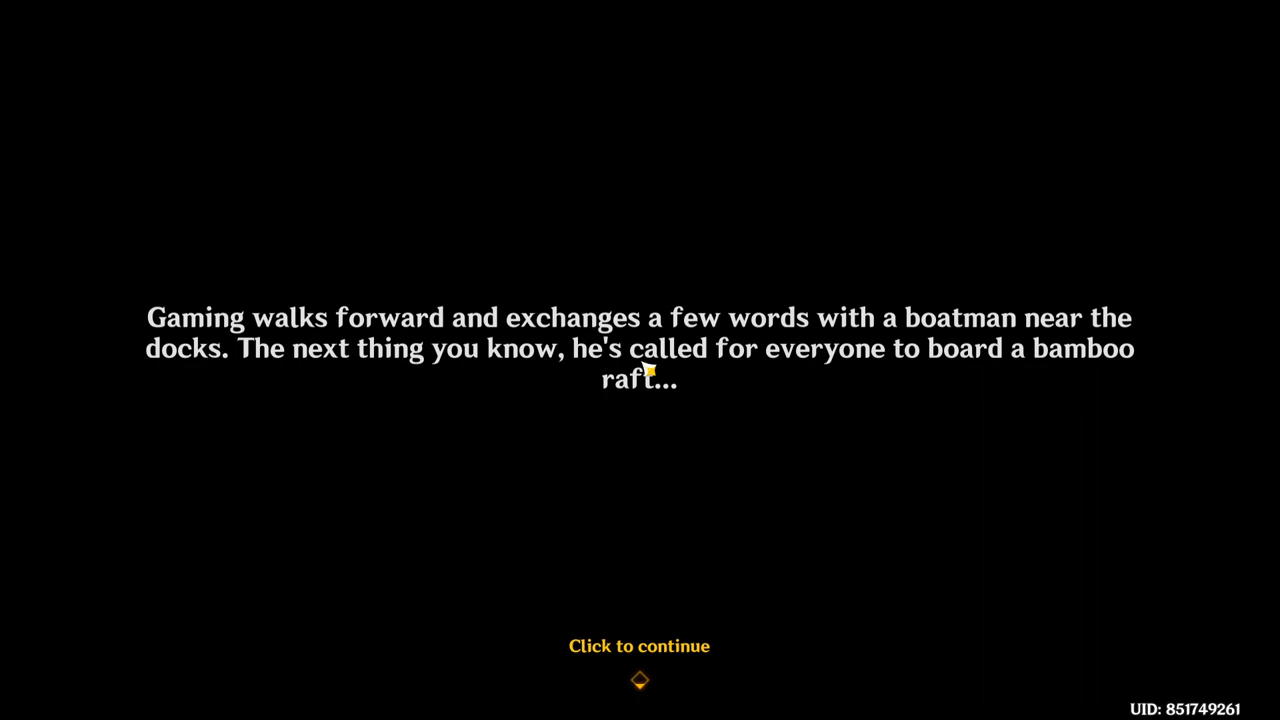 Gaming walks forward and exchanges a few words with a boatman near the
docks. The next thing you know, he's called for everyone to board a bamboo
raft...
Click to continue
UID: 851749261